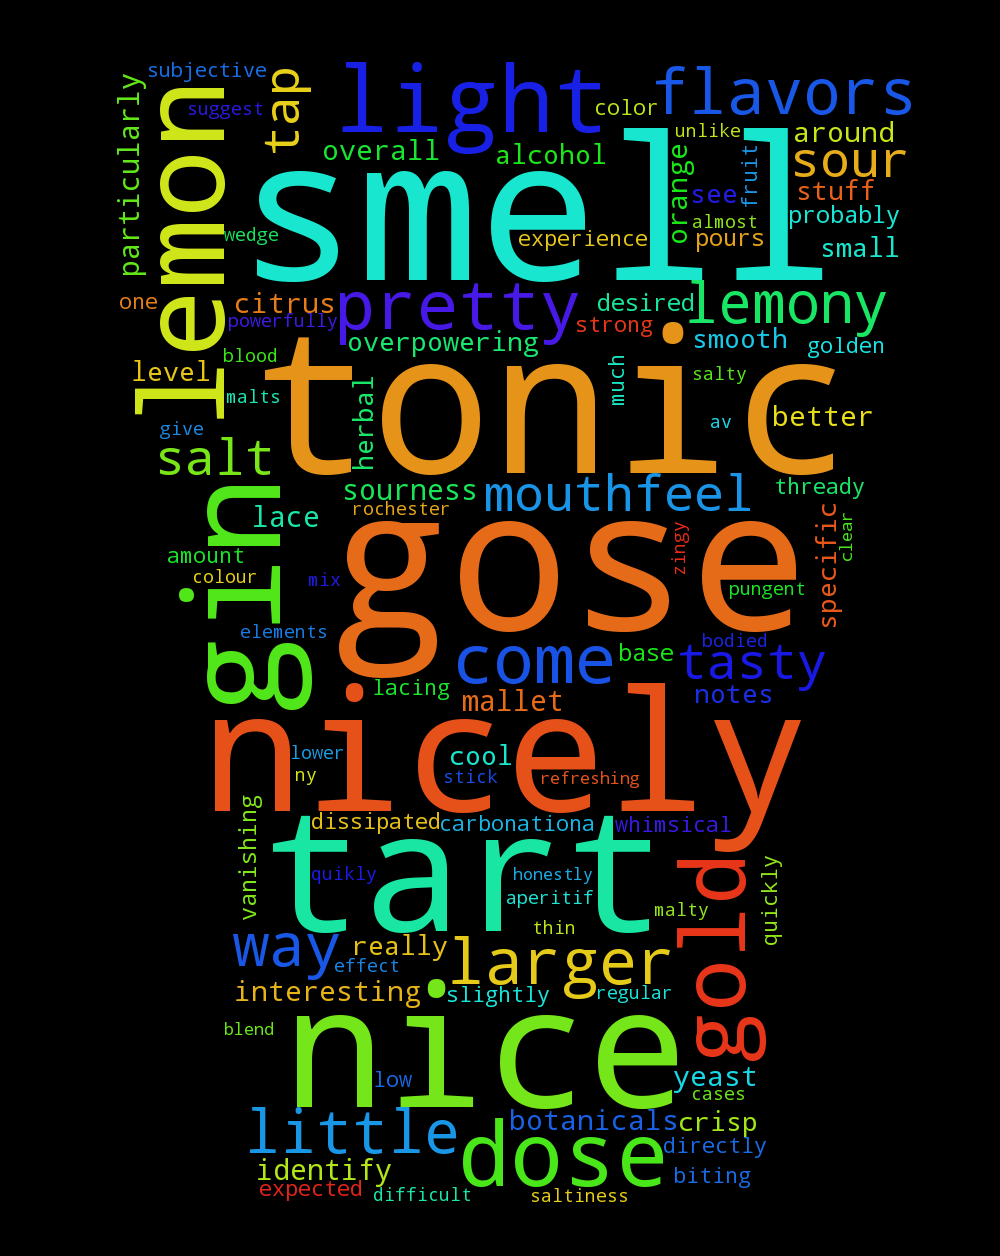 subjective
light
flavors
tap
suggest
color
particularly
lemon
unlike
around
overall
alcohol
sour
smell
orange
fruit
see
stuff
almost
probably
wedge
experience
pours
small
one
citrus
pretty
desired
lemony
powerfully
strong
overpowering
smooth
golden
blood
tonic
level
malts
herbal
much
salty
give
av
better
salt
sourness
mouthfeel
thready
gin
lace
rochester
gose
zingy
specific
clear
amount
colour
mix
pungent
elements
come
base
bodied
tasty
lacing
mallet
notes
nicely
lower
ny
cool
stick
refreshing
vanishing
dissipated
carbonationa
whimsical
tart
quikly
honestly
aperitif
gold
quickly
malty
thin
way
really
effect
larger
interesting
slightly
regular
blend
nice
low
yeast
cases
little
botanicals
crisp
dose
directly
identify
biting
expected
difficult
saltiness